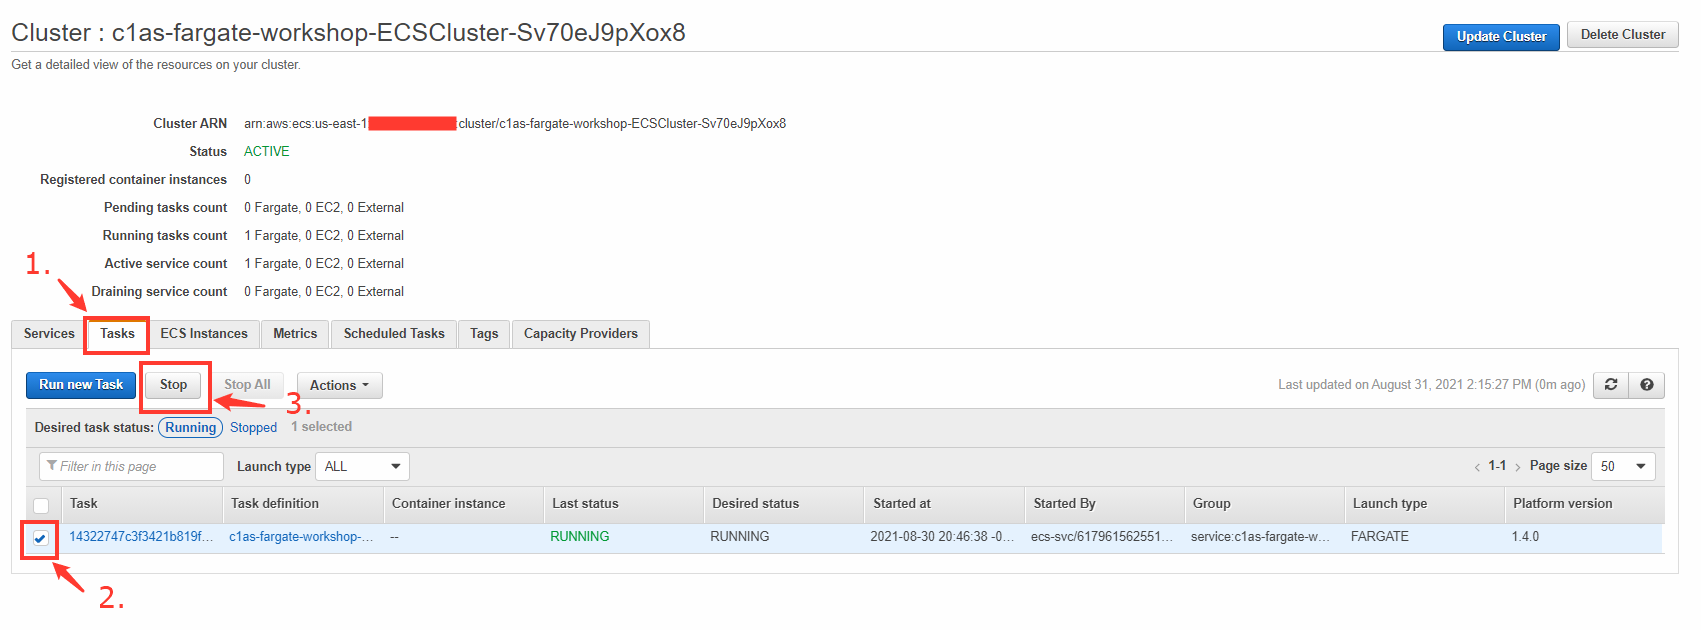 Cluster : c1as-fargate-workshop-ECSCluster-Sv70eJ9pXox8
Update Cluster
Delete Cluster
Get a detailed view of the resources on your cluster.
Cluster ARN arn:aws:ecs:us-east-1 :cluster/c1as-fargate-workshop-ECSCluster-Sv70eJ9pXox8
Status ACTIVE
Registered container instances 0
Pending tasks count 0 Fargate, 0 EC2, 0 External
Running tasks count 1 Fargate, 0 EC2, 0 External
Active service count 1 Fargate, 0 EC2, 0 External
1.
Draining service count 0 Fargate, 0 EC2, 0 External
Services Tasks ECS Instances Metrics Scheduled Tasks Tags Capacity Providers
Run new Task Stop Stop All Actions Last updated on August 31, 2021 2:15:27 PM (0m ago)
3.
Desired task status: Running Stopped 1 selected
Filter in this page Launch type ALL < 1-1 > Page size 50
Task Task definition Container instance Last status Desired status Started at Started By Group Launch type Platform version
14322747c3f3421b819f... c1as-fargate-workshop-... -- RUNNING RUNNING 2021-08-30 20:46:38 -0... ecs-svc/617961562551... service:c1as-fargate-w... FARGATE 1.4.0
2.